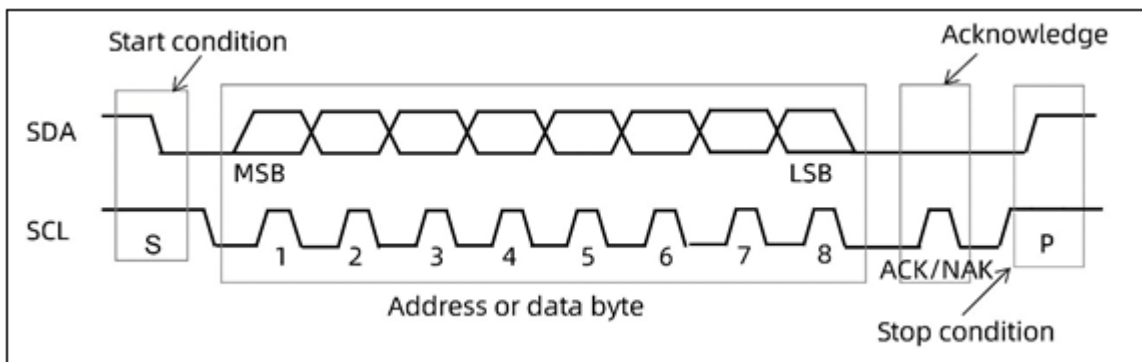 Start condition
Acknowledge
SDA
MSB
LSB
SCL
S
1 2 3 4 5 6 7 8
ACK/NAK
P
Address or data byte
Stop condition